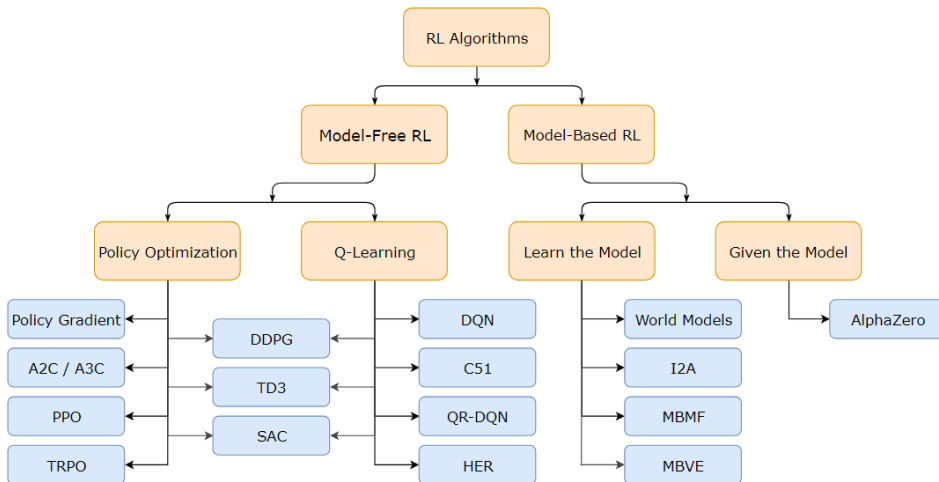 RL Algorithms
Model-Free RL
Model-Based RL
Policy Optimization
Q-Learning
Learn the Model
Given the Model
Policy Gradient
DDPG
DQN
World Models
AlphaZero
A2C / A3C
TD3
C51
I2A
PPO
SAC
QR-DQN
MBMF
TRPO
HER
MBVE